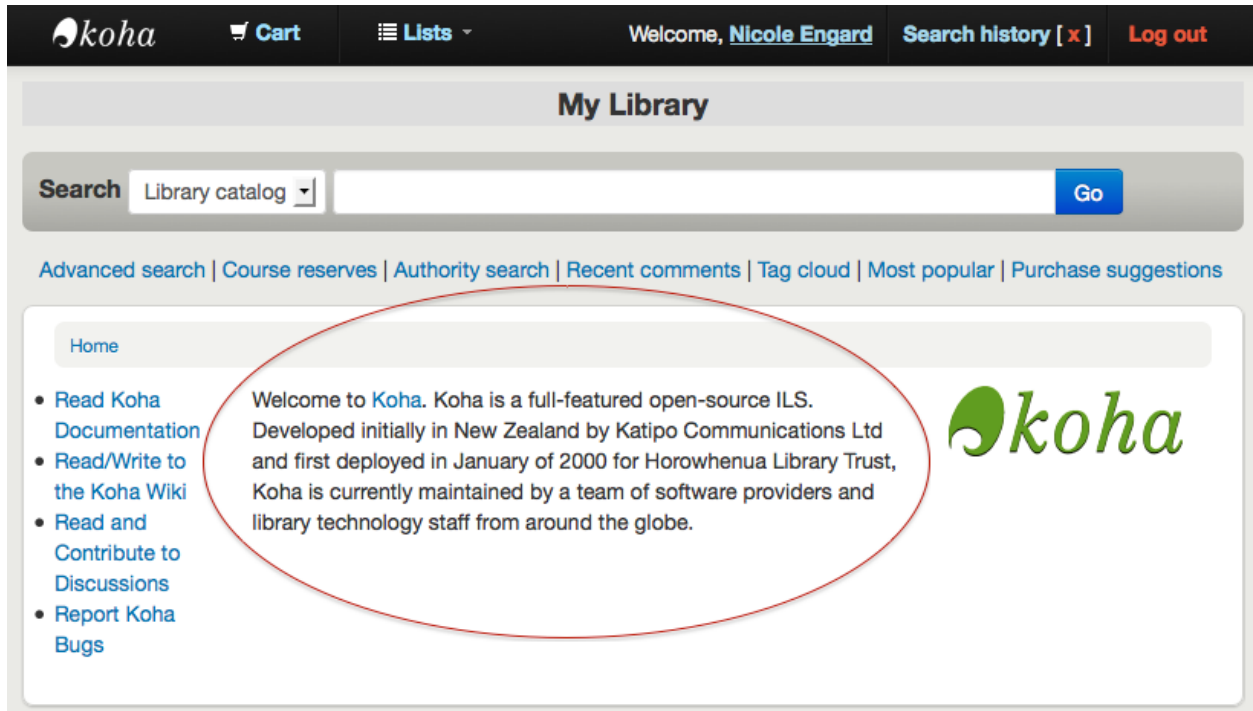 koha Cart Lists Welcome, Nicole Engard Search history [ x ] Log out
My Library
Search Library catalog Go
Advanced search | Course reserves | Authority search | Recent comments | Tag cloud | Most popular | Purchase suggestions
Home
Read Koha
Documentation
Read/Write to
the Koha Wiki
Read and
Contribute to
Discussions
Report Koha
Bugs
Welcome to Koha. Koha is a full-featured open-source ILS.
Developed initially in New Zealand by Katipo Communications Ltd
and first deployed in January of 2000 for Horowhenua Library Trust,
Koha is currently maintained by a team of software providers and
library technology staff from around the globe.
koha